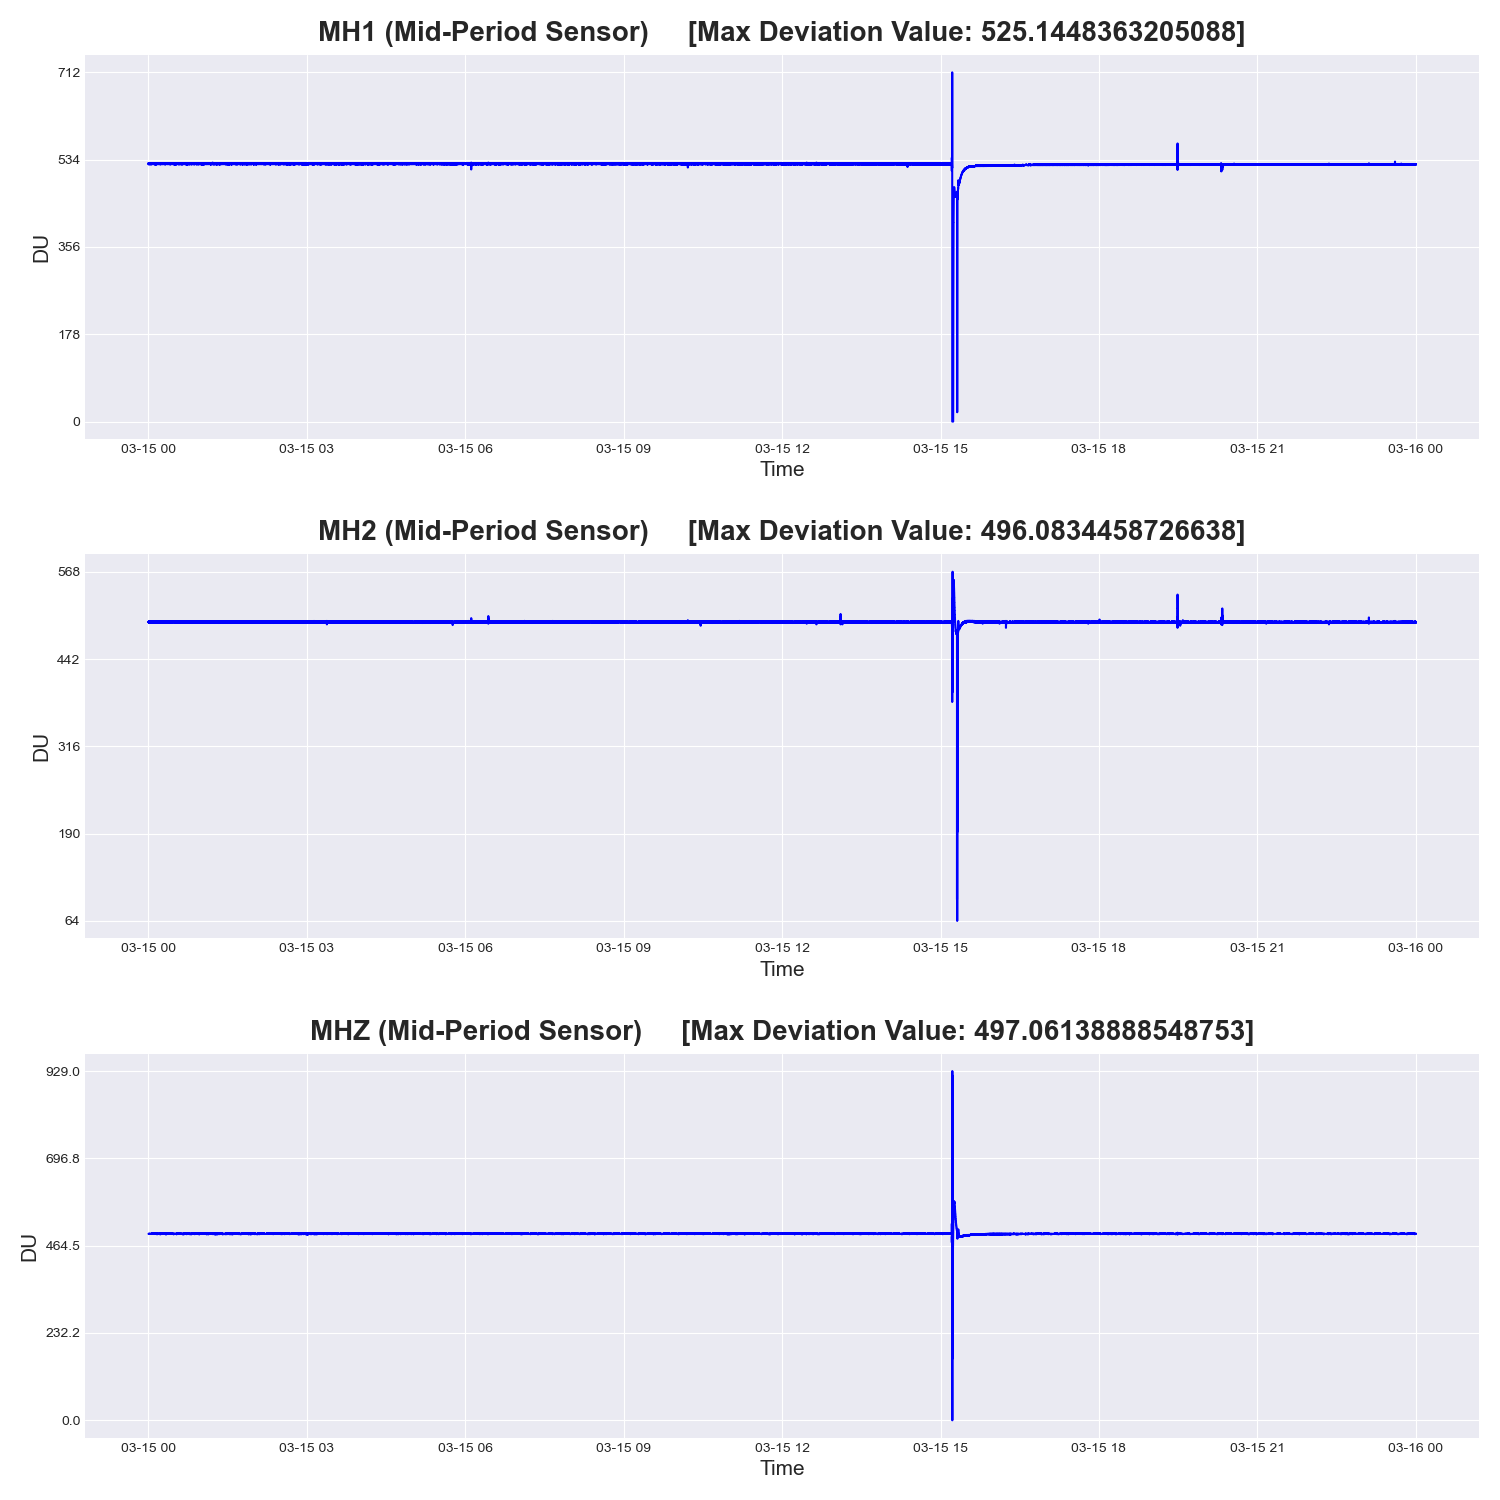 MH1 (Mid-Period Sensor) [Max Deviation Value: 525.1448363205088]
712
534
356
178
0
DU
03-15 00 03-15 03 03-15 06 03-15 09 03-15 12 03-15 15 03-15 18 03-15 21 03-16 00
Time
MH2 (Mid-Period Sensor) [Max Deviation Value: 496.0834458726638]
568
442
316
190
64
DU
03-15 00 03-15 03 03-15 06 03-15 09 03-15 12 03-15 15 03-15 18 03-15 21 03-16 00
Time
MHZ (Mid-Period Sensor) [Max Deviation Value: 497.06138888548753]
929.0
696.8
464.5
232.2
0.0
DU
03-15 00 03-15 03 03-15 06 03-15 09 03-15 12 03-15 15 03-15 18 03-15 21 03-16 00
Time